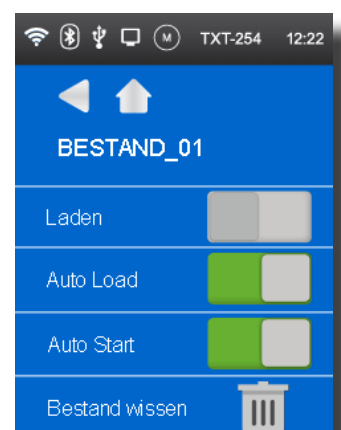 M TXT-254 12:22
BESTAND_01
Laden
Auto Load
Auto Start
Bestand wissen